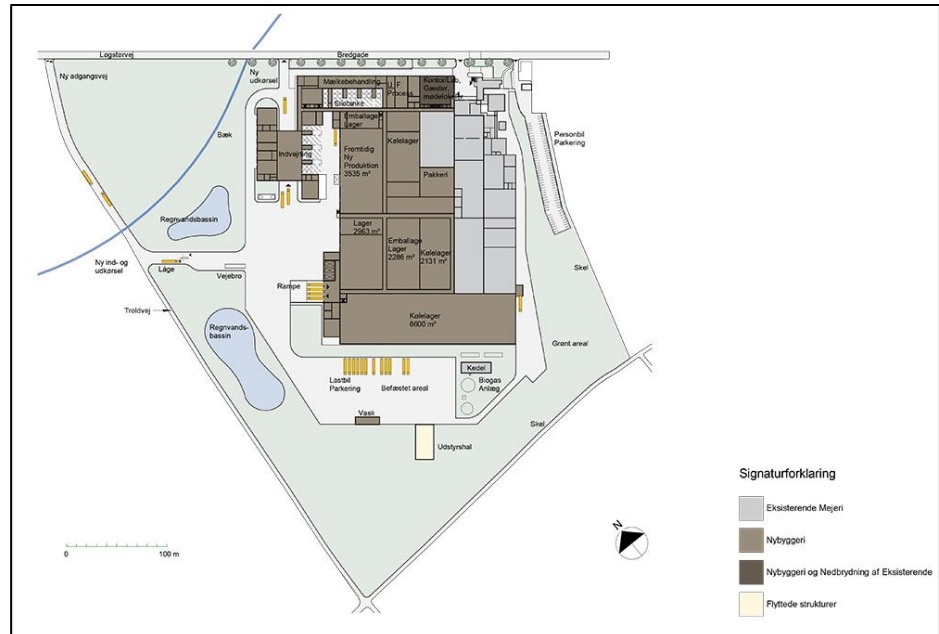 Løgstørvej
Bredgade
Ny adgangsvej
Ny
udkørsel
Mælkebehandling
U. F.
Process
Kontor/Lab,
Gæster,
mødelokaler
Silotanke
Emballage
Lager
Kølelager
Personbil
Parkering
Bæk
Indvejning
Fremtidig
Ny
Produktion
3535 m²
Pakkeri
Regnvandsbassin
Lager
2963 m²
Emballage
Lager
2286 m²
Kølelager
2131 m²
Ny ind- og
udkørsel
Låge
Vejebro
Skel
Rampe
Troldvej
Kølelager
8600 m²
Regnvands-
bassin
Grønt areal
Kedel
Lastbil
Parkering
Befæstet areal
Biogas
Anlæg
Vask
Skel
Udstyrshal
Signaturforklaring
Eksisterende Mejeri
N
0
100 m
Nybyggeri
Nybyggeri og Nedbrydning af Eksisterende
Flyttede strukturer